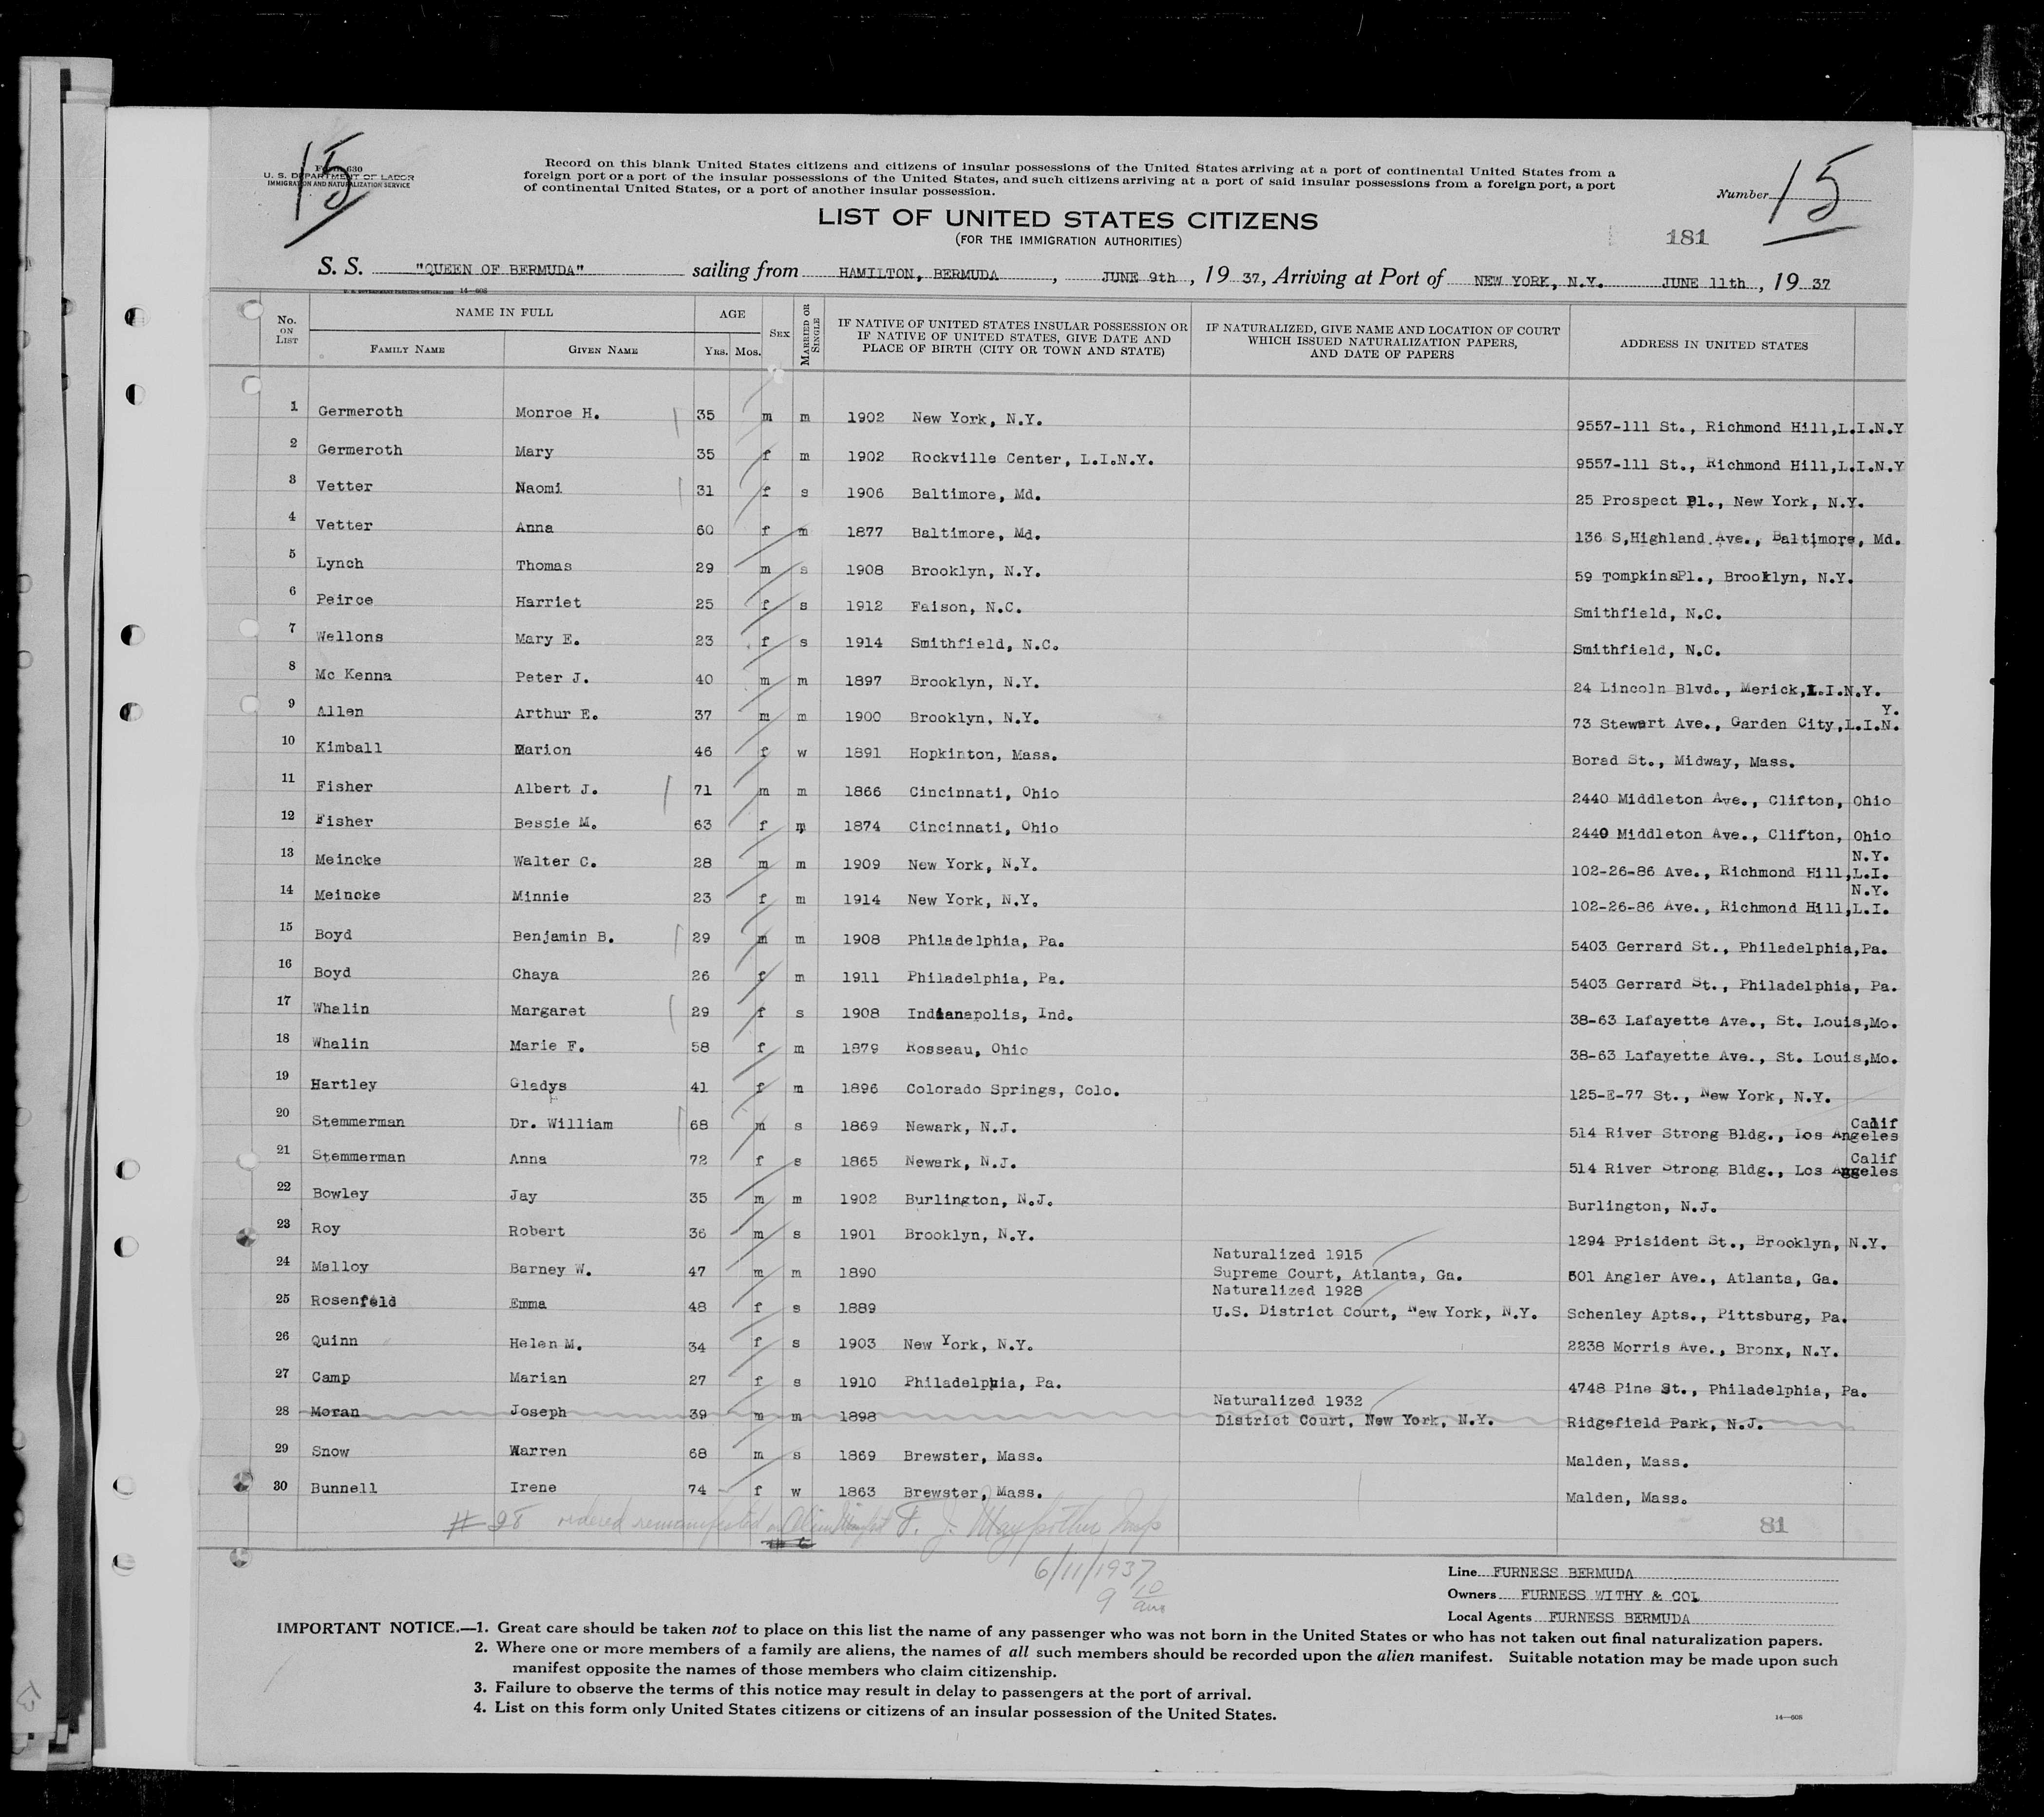 15
Form 630
U. S. DEPARTMENT OF LABOR
IMMIGRATION AND NATURALIZATION SERVICE
Record on this blank United States citizens and citizens of insular possessions of the United States arriving at a port of continental United States from a
foreign port or a port of the insular possessions of the United States, and such citizens arriving at a port of said insular possessions from a foreign port, a port
of continental United States, or a port of another insular possession.
Number 15
LIST OF UNITED STATES CITIZENS
(FOR THE IMMIGRATION AUTHORITIES)
181
S. S. "QUEEN OF BERMUDA" sailing from HAMILTON, BERMUDA, JUNE 9th, 19 37, Arriving at Port of NEW YORK, N.Y. JUNE 11th, 19 37
14—608
No. ON LIST NAME IN FULL FAMILY NAME GIVEN NAME AGE YRS. MOS. SEX MARRIED OR SINGLE IF NATIVE OF UNITED STATES INSULAR POSSESSION OR IF NATIVE OF UNITED STATES, GIVE DATE AND PLACE OF BIRTH (CITY OR TOWN AND STATE) IF NATURALIZED, GIVE NAME AND LOCATION OF COURT WHICH ISSUED NATURALIZATION PAPERS, AND DATE OF PAPERS ADDRESS IN UNITED STATES
1 Germeroth Monroe H. 35 m m 1902 New York, N.Y. 9557-111 St., Richmond Hill,L.I.N.Y
2 Germeroth Mary 35 f m 1902 Rockville Center, L.I.N.Y. 9557-111 St., Richmond Hill,L.I.N.Y
3 Vetter Naomi 31 f s 1906 Baltimore, Md. 25 Prospect Pl., New York, N.Y.
4 Vetter Anna 60 f m 1877 Baltimore, Md. 136 S,Highland Ave., Baltimore, Md.
5 Lynch Thomas 29 m s 1908 Brooklyn, N.Y. 59 TompkinsPl., Brooklyn, N.Y.
6 Peirce Harriet 25 f s 1912 Faison, N.C. Smithfield, N.C.
7 Wellons Mary E. 23 f s 1914 Smithfield, N.C. Smithfield, N.C.
8 Mc Kenna Peter J. 40 m m 1897 Brooklyn, N.Y. 24 Lincoln Blvd., Merick,L.I.N.Y.
9 Allen Arthur E. 37 m m 1900 Brooklyn, N.Y. 73 Stewart Ave., Garden City,L.I.N.Y.
10 Kimball Marion 46 f w 1891 Hopkinton, Mass. Borad St., Midway, Mass.
11 Fisher Albert J. 71 m m 1866 Cincinnati, Ohio 2440 Middleton Ave., Clifton, Ohio
12 Fisher Bessie M. 63 f m 1874 Cincinnati, Ohio 2440 Middleton Ave., Clifton, Ohio
13 Meincke Walter C. 28 m m 1909 New York, N.Y. 102-26-86 Ave., Richmond Hill,L.I. N.Y.
14 Meincke Minnie 23 f m 1914 New York, N.Y. 102-26-86 Ave., Richmond Hill,L.I. N.Y.
15 Boyd Benjamin B. 29 m m 1908 Philadelphia, Pa. 5403 Gerrard St., Philadelphia,Pa.
16 Boyd Chaya 26 f m 1911 Philadelphia, Pa. 5403 Gerrard St., Philadelphia, Pa.
17 Whalin Margaret 29 f s 1908 Indianapolis, Ind. 38-63 Lafayette Ave., St. Louis,Mo.
18 Whalin Marie F. 58 f m 1879 Rosseau, Ohio 38-63 Lafayette Ave., St. Louis,Mo.
19 Hartley Gladys 41 f m 1896 Colorado Springs, Colo. 125-E-77 St., New York, N.Y.
20 Stemmerman Dr. William 68 m s 1869 Newark, N.J. 514 River Strong Bldg., Los Angeles Calif
21 Stemmerman Anna 72 f s 1865 Newark, N.J. 514 River Strong Bldg., Los Angeles Calif
22 Bowley Jay 35 m m 1902 Burlington, N.J. Burlington, N.J.
23 Roy Robert 36 m s 1901 Brooklyn, N.Y. 1294 Prisident St., Brooklyn, N.Y.
24 Malloy Barney W. 47 m m 1890 Naturalized 1915 Supreme Court, Atlanta, Ga. 501 Angler Ave., Atlanta, Ga.
25 Rosenfeld Emma 48 f s 1889 Naturalized 1928 U.S. District Court, New York, N.Y. Schenley Apts., Pittsburg, Pa.
26 Quinn Helen M. 34 f s 1903 New York, N.Y. 2238 Morris Ave., Bronx, N.Y.
27 Camp Marian 27 f s 1910 Philadelphia, Pa. 4748 Pine St., Philadelphia, Pa.
28 Moran Joseph 39 m m 1898 Naturalized 1932 District Court, New York, N.Y. Ridgefield Park, N.J.
29 Snow Warren 68 m s 1869 Brewster, Mass. Malden, Mass.
30 Bunnell Irene 74 f w 1863 Brewster, Mass. Malden, Mass.
# 28 ordered remanifested on Alien Manifest F. J. Insp
81
6/11/1937
9 10 am
Line FURNESS BERMUDA
Owners FURNESS WITHY & COL
Local Agents FURNESS BERMUDA
IMPORTANT NOTICE.—1. Great care should be taken not to place on this list the name of any passenger who was not born in the United States or who has not taken out final naturalization papers.
2. Where one or more members of a family are aliens, the names of all such members should be recorded upon the alien manifest. Suitable notation may be made upon such
manifest opposite the names of those members who claim citizenship.
3. Failure to observe the terms of this notice may result in delay to passengers at the port of arrival.
4. List on this form only United States citizens or citizens of an insular possession of the United States.
14—608